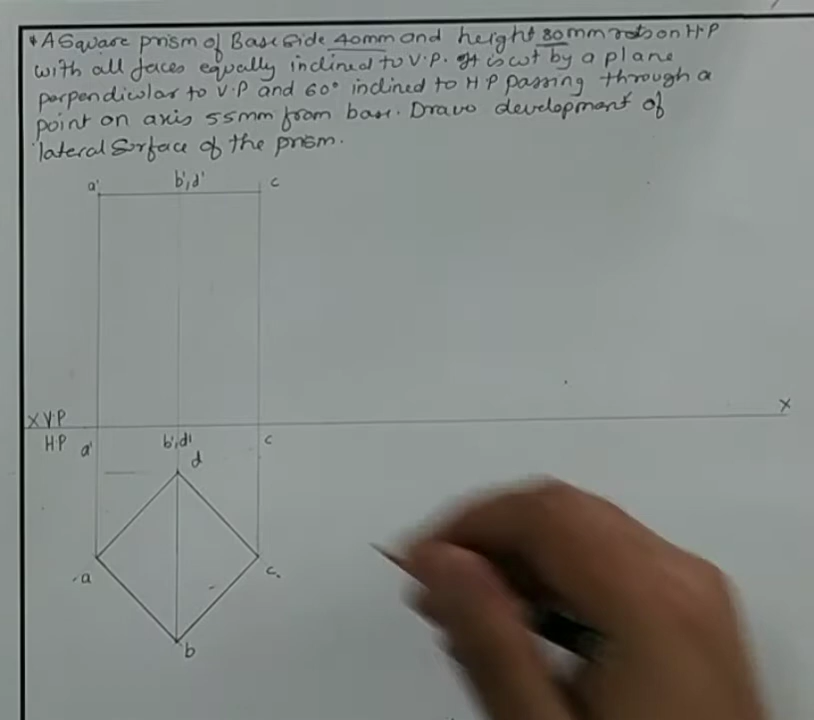 *A Square prism of Base side 40mm and height 80mm rests on H.P
with all faces equally inclined to V.P. It is cut by a plane
perpendicular to V.P and 60° inclined to H P passing through a
point on axis 55mm from base. Draw development of
lateral Surface of the prism.
a' b',d' c
X V.P X
H.P a' b',d' c
d
a c
b